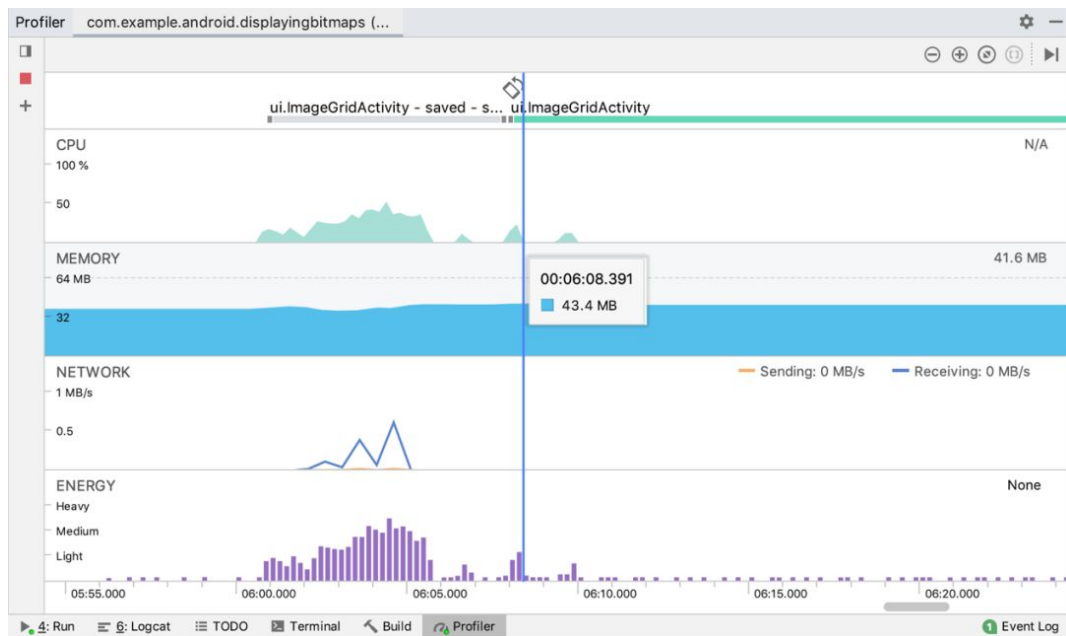 Profiler com.example.android.displayingbitmaps (...
ui.ImageGridActivity - saved - s... ui.ImageGridActivity
CPU N/A
100 %
50
MEMORY 41.6 MB
64 MB
00:06:08.391
43.4 MB
32
NETWORK Sending: 0 MB/s Receiving: 0 MB/s
1 MB/s
0.5
ENERGY None
Heavy
Medium
Light
05:55.000 06:00.000 06:05.000 06:10.000 06:15.000 06:20.000
4: Run 6: Logcat TODO Terminal Build Profiler 1 Event Log